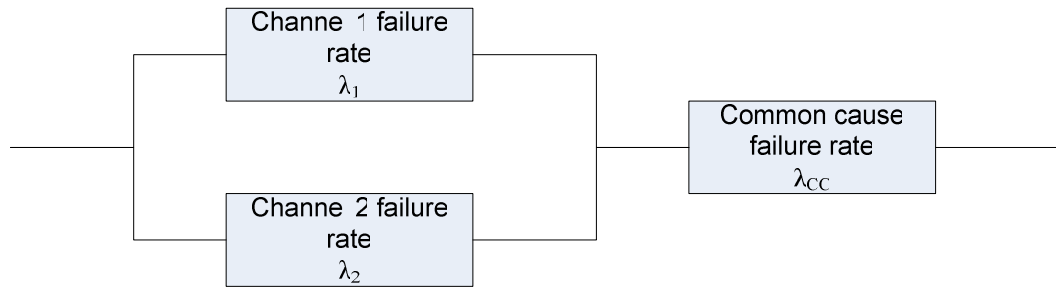 Channe 1 failure
rate
λ1
Common cause
failure rate
λCC
Channe 2 failure
rate
λ2